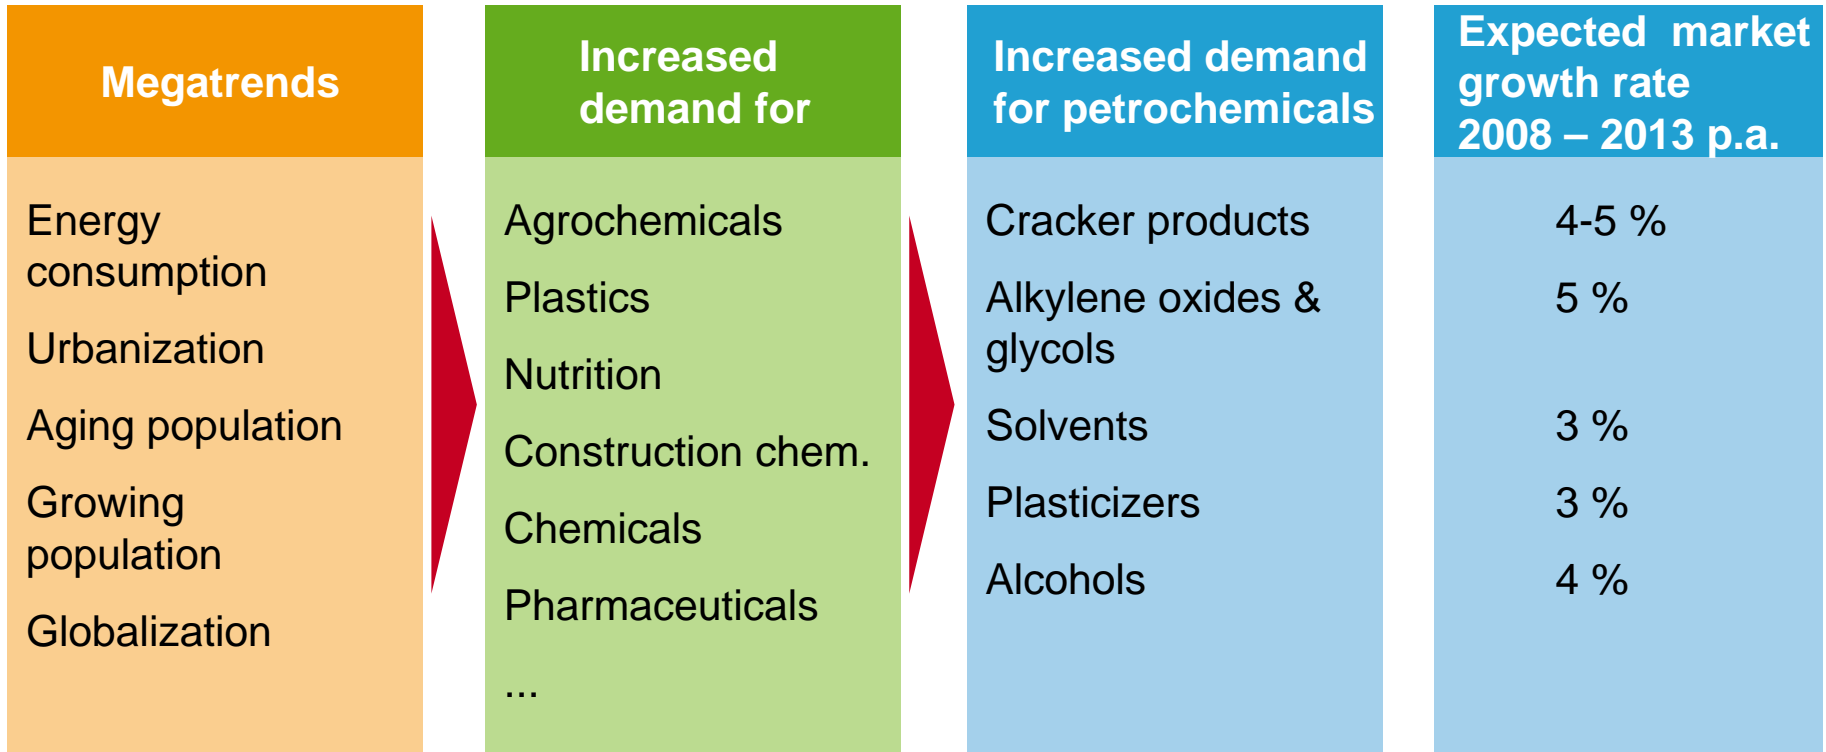 Megatrends
Energy
consumption
Urbanization
Aging population
Growing
population
Globalization
Increased
demand for
Agrochemicals
Plastics
Nutrition
Construction chem.
Chemicals
Pharmaceuticals
...
Increased demand
for petrochemicals
Cracker products
Alkylene oxides &
glycols
Solvents
Plasticizers
Alcohols
Expected market
growth rate
2008 – 2013 p.a.
4-5 %
5 %
3 %
3 %
4 %